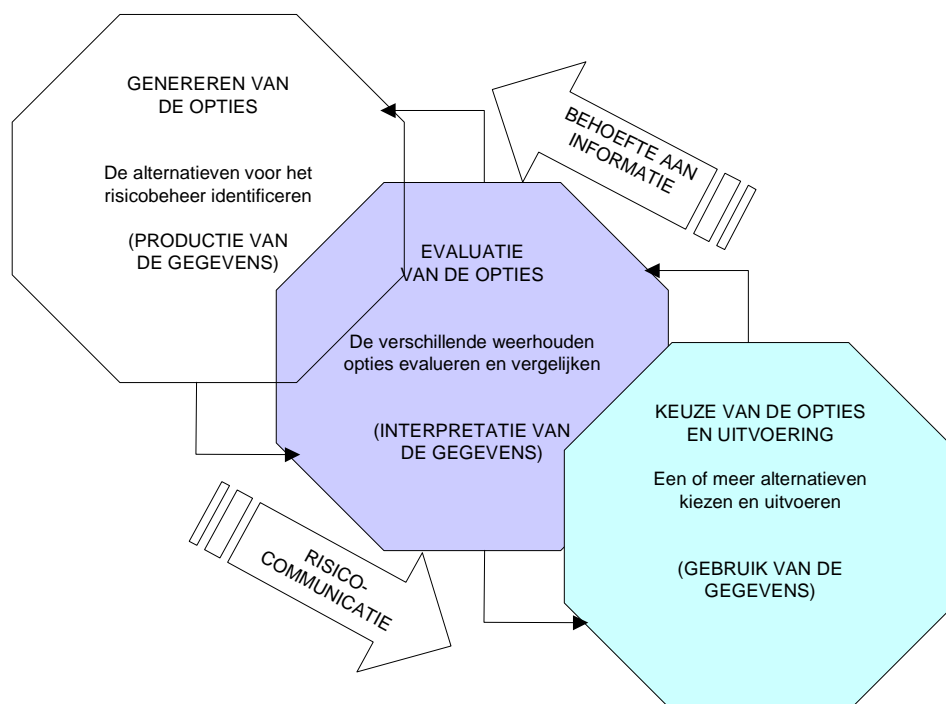 GENEREREN VAN
DE OPTIES
De alternatieven voor het
risicobeheer identificeren
(PRODUCTIE VAN
DE GEGEVENS)
BEHOEFTE AAN
INFORMATIE
EVALUATIE
VAN DE OPTIES
De verschillende weerhouden
opties evalueren en vergelijken
(INTERPRETATIE VAN
DE GEGEVENS)
KEUZE VAN DE OPTIES
EN UITVOERING
Een of meer alternatieven
kiezen en uitvoeren
(GEBRUIK VAN DE
GEGEVENS)
RISICO-
COMMUNICATIE